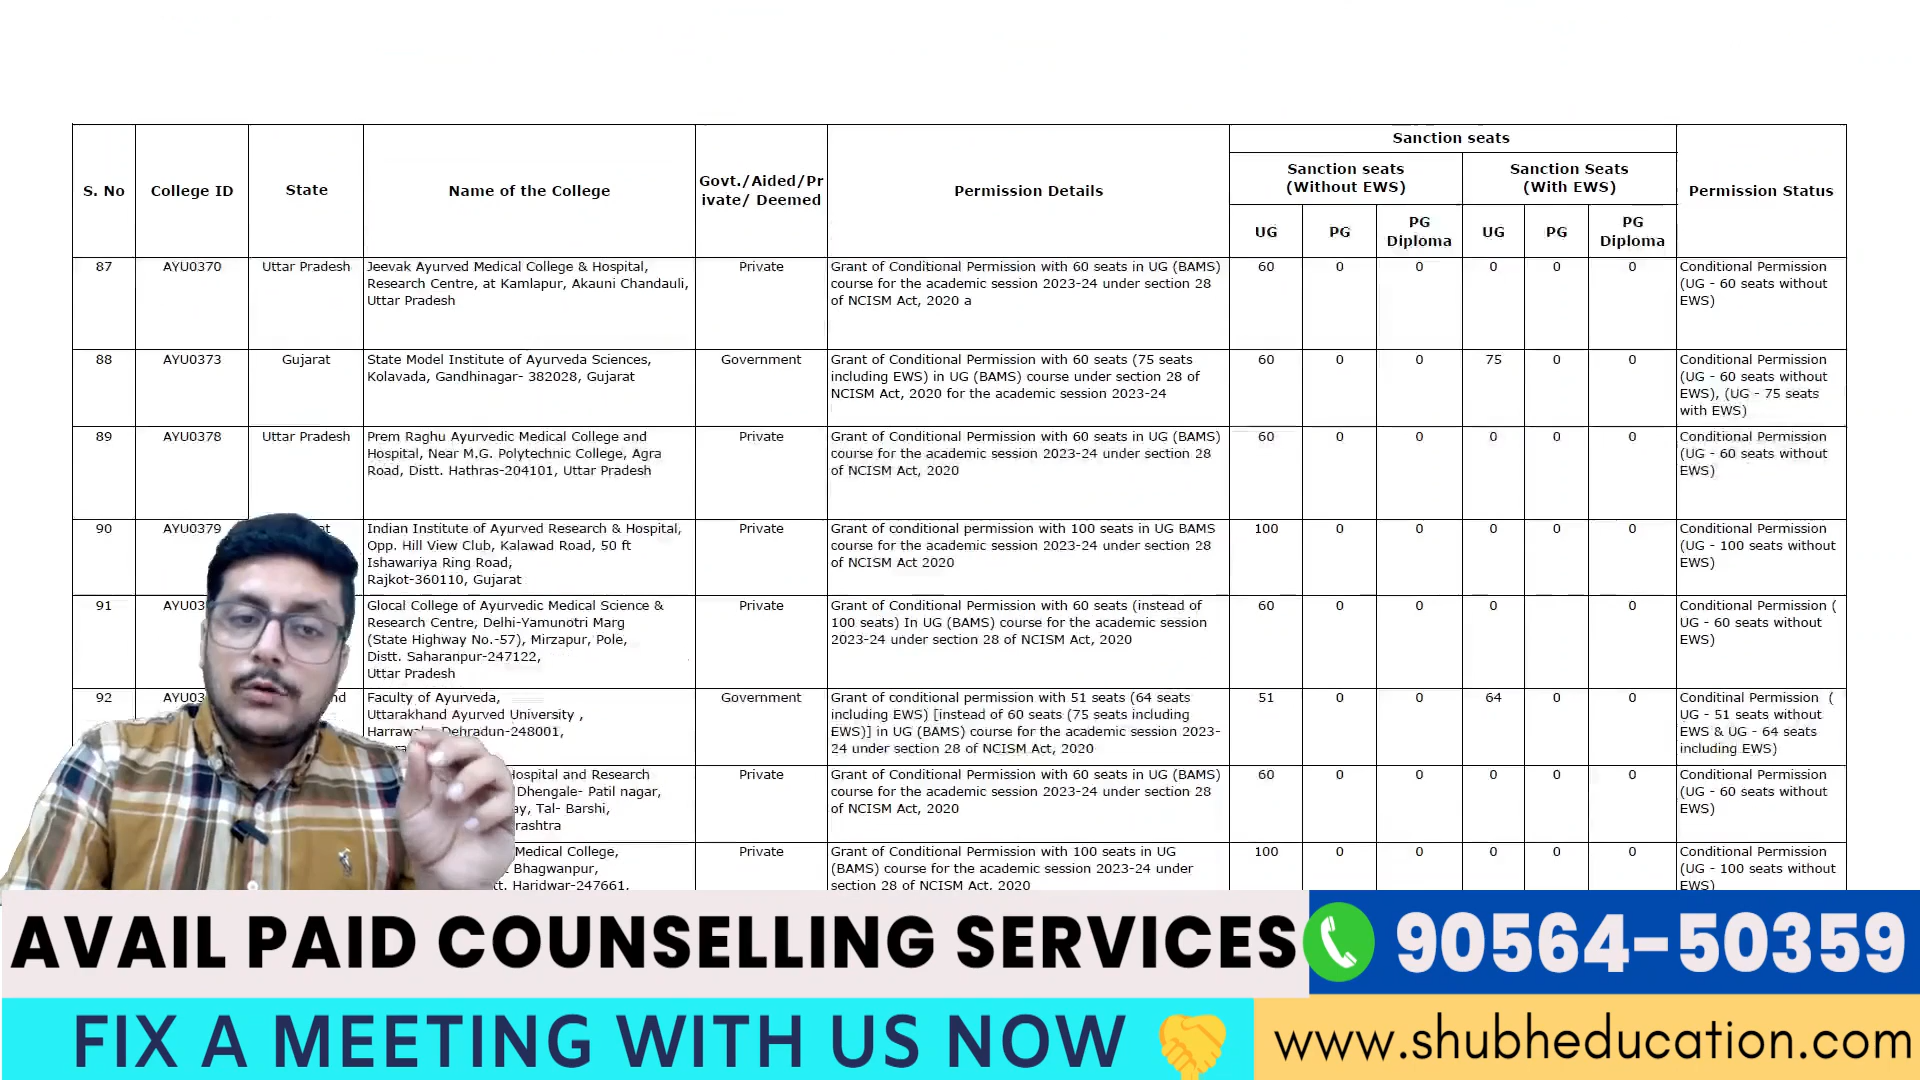 Sanction seats
S. No College ID State Name of the College Govt./Aided/Pr ivate/ Deemed Permission Details Sanction seats (Without EWS) Sanction Seats (With EWS) Permission Status
UG PG PG Diploma UG PG PG Diploma
87 AYU0370 Uttar Pradesh Jeevak Ayurved Medical College & Hospital, Private Grant of Conditional Permission with 60 seats in UG (BAMS) 60 0 0 0 0 0 Conditional Permission
Research Centre, at Kamlapur, Akauni Chandauli, course for the academic session 2023-24 under section 28 (UG - 60 seats without
Uttar Pradesh of NCISM Act, 2020 a EWS)
88 AYU0373 Gujarat State Model Institute of Ayurveda Sciences, Government Grant of Conditional Permission with 60 seats (75 seats 60 0 0 75 0 0 Conditional Permission
Kolavada, Gandhinagar- 382028, Gujarat including EWS) in UG (BAMS) course under section 28 of (UG - 60 seats without
NCISM Act, 2020 for the academic session 2023-24 EWS), (UG - 75 seats
with EWS)
89 AYU0378 Uttar Pradesh Prem Raghu Ayurvedic Medical College and Private Grant of Conditional Permission with 60 seats in UG (BAMS) 60 0 0 0 0 0 Conditional Permission
Hospital, Near M.G. Polytechnic College, Agra course for the academic session 2023-24 under section 28 (UG - 60 seats without
Road, Distt. Hathras-204101, Uttar Pradesh of NCISM Act, 2020 EWS)
90 AYU0379 Indian Institute of Ayurved Research & Hospital, Private Grant of conditional permission with 100 seats in UG BAMS 100 0 0 0 0 0 Conditional Permission
Opp. Hill View Club, Kalawad Road, 50 ft course for the academic session 2023-24 under section 28 (UG - 100 seats without
Ishawariya Ring Road, of NCISM Act 2020 EWS)
Rajkot-360110, Gujarat
91 Glocal College of Ayurvedic Medical Science & Private Grant of Conditional Permission with 60 seats (instead of 60 0 0 0 0 Conditional Permission (
Research Centre, Delhi-Yamunotri Marg 100 seats) In UG (BAMS) course for the academic session UG - 60 seats without
(State Highway No.-57), Mirzapur, Pole, 2023-24 under section 28 of NCISM Act, 2020 EWS)
Distt. Saharanpur-247122,
Uttar Pradesh
92 Faculty of Ayurveda, Government Grant of conditional permission with 51 seats (64 seats 51 0 0 64 0 0 Conditinal Permission (
Uttarakhand Ayurved University , including EWS) [instead of 60 seats (75 seats including UG - 51 seats without
Dehradun-248001, EWS)] in UG (BAMS) course for the academic session 2023- EWS & UG - 64 seats
24 under section 28 of NCISM Act, 2020 including EWS)
Hospital and Research Private Grant of Conditional Permission with 60 seats in UG (BAMS) 60 0 0 0 0 0 Conditional Permission
Dhengale- Patil nagar, course for the academic session 2023-24 under section 28 (UG - 60 seats without
Tal- Barshi, of NCISM Act, 2020 EWS)
Medical College, Private Grant of Conditional Permission with 100 seats in UG 100 0 0 0 0 0 Conditional Permission
Bhagwanpur, (BAMS) course for the academic session 2023-24 under (UG - 100 seats without
Haridwar-247661, section 28 of NCISM Act, 2020 EWS)
AVAIL PAID COUNSELLING SERVICES 90564-50359
FIX A MEETING WITH US NOW www.shubheducation.com